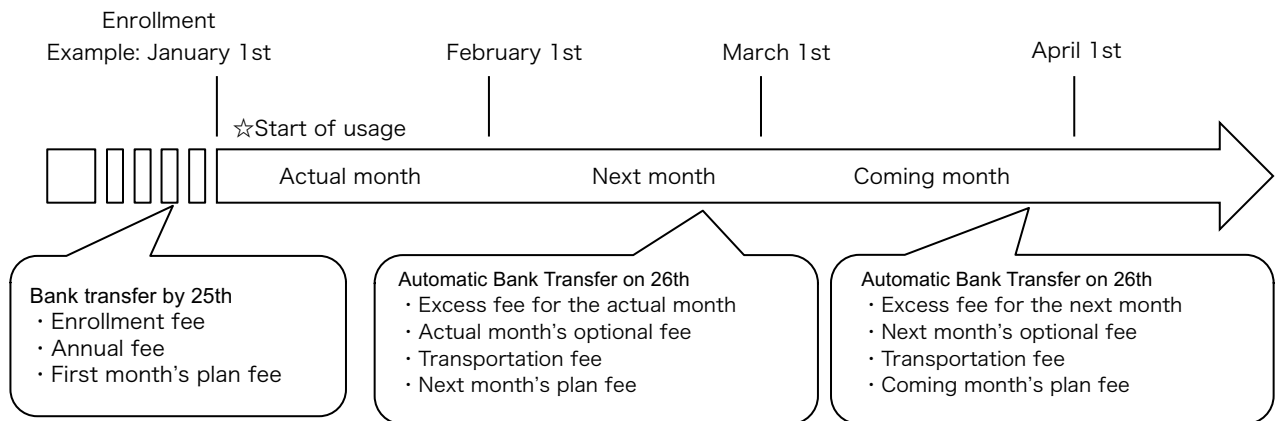 Enrollment
Example: January 1st
February 1st
March 1st
April 1st
☆Start of usage
Actual month
Next month
Coming month
Bank transfer by 25th
・Enrollment fee
・Annual fee
・First month's plan fee
Automatic Bank Transfer on 26th
・Excess fee for the actual month
・Actual month's optional fee
・Transportation fee
・Next month's plan fee
Automatic Bank Transfer on 26th
・Excess fee for the next month
・Next month's optional fee
・Transportation fee
・Coming month's plan fee